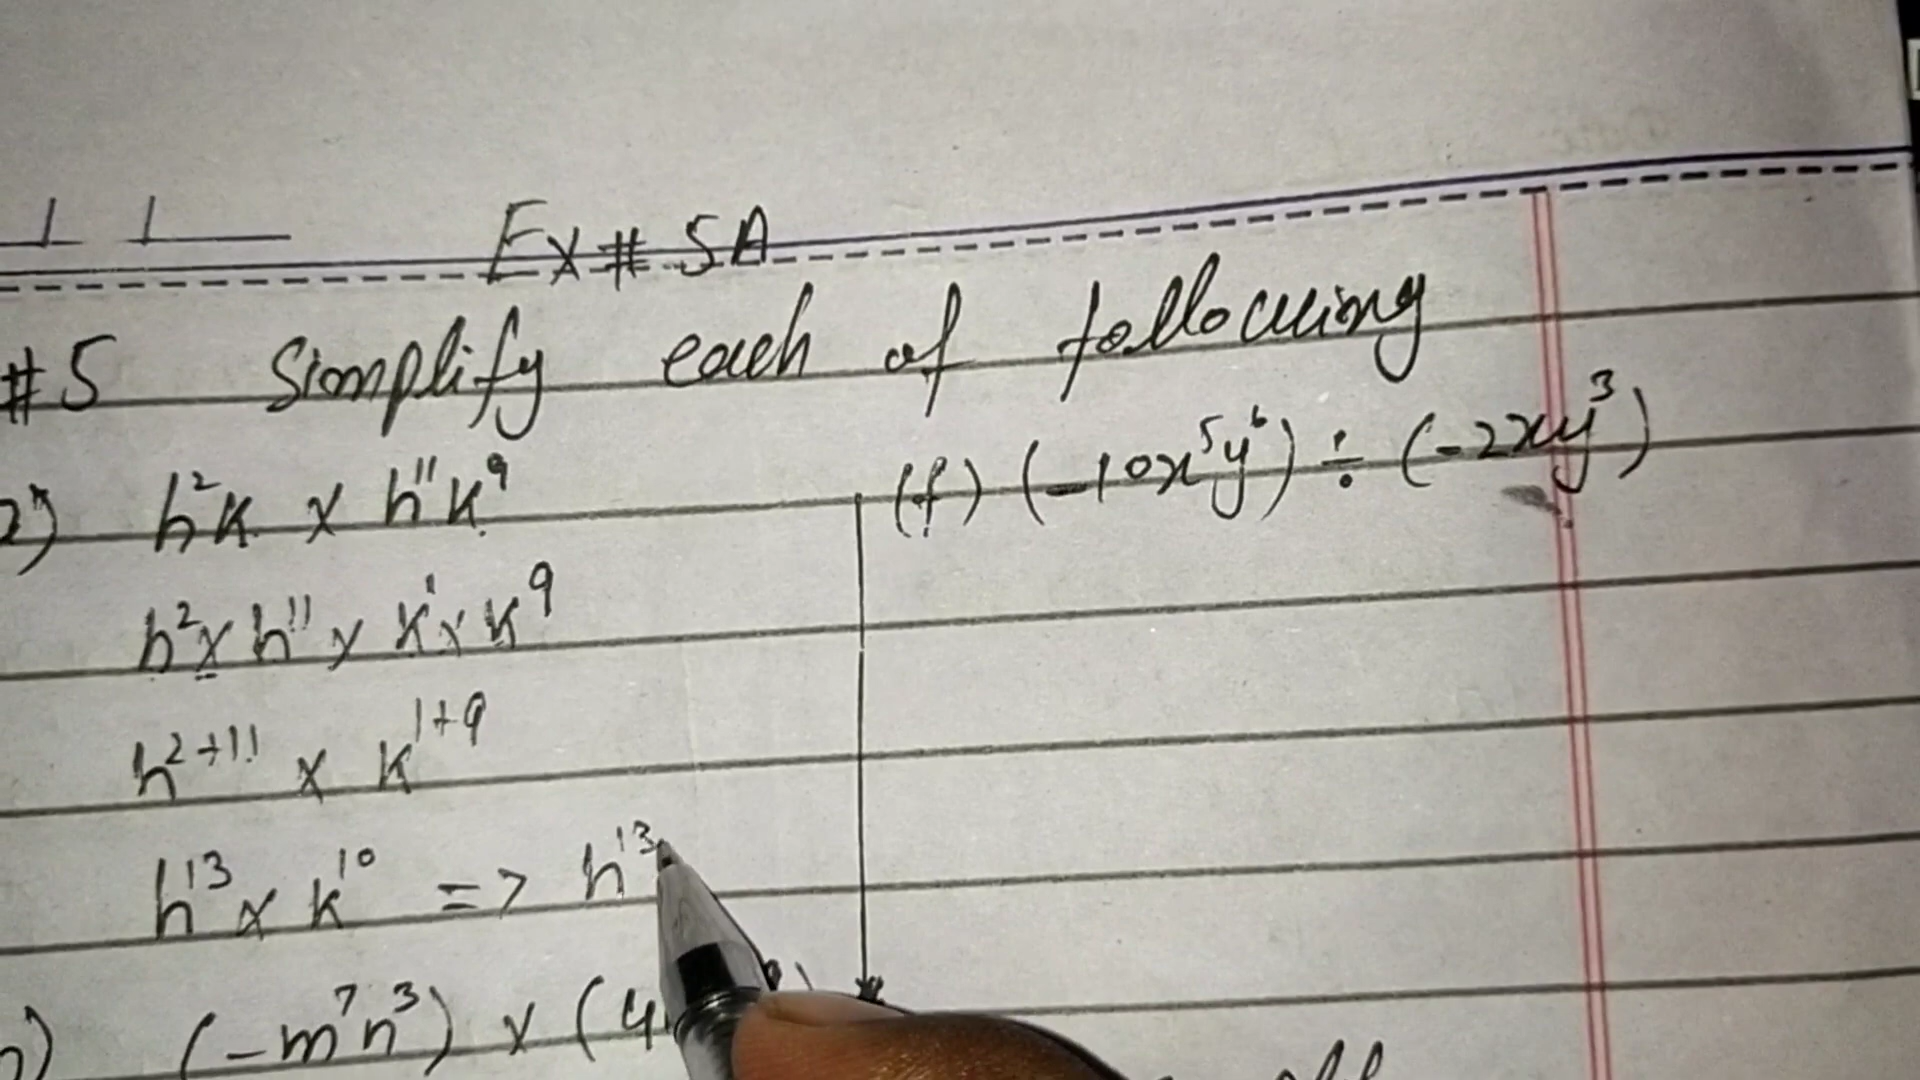 Ex# 5A
#5 Simplify each of following
h²k x h¹¹k⁹
h² x h¹¹ x k¹ x k⁹
h²⁺¹¹ x k¹⁺⁹
h¹³ x k¹⁰ => h¹³
(-m⁷n³) x (4
(f) (-10x⁵y⁶) ÷ (-2xy³)